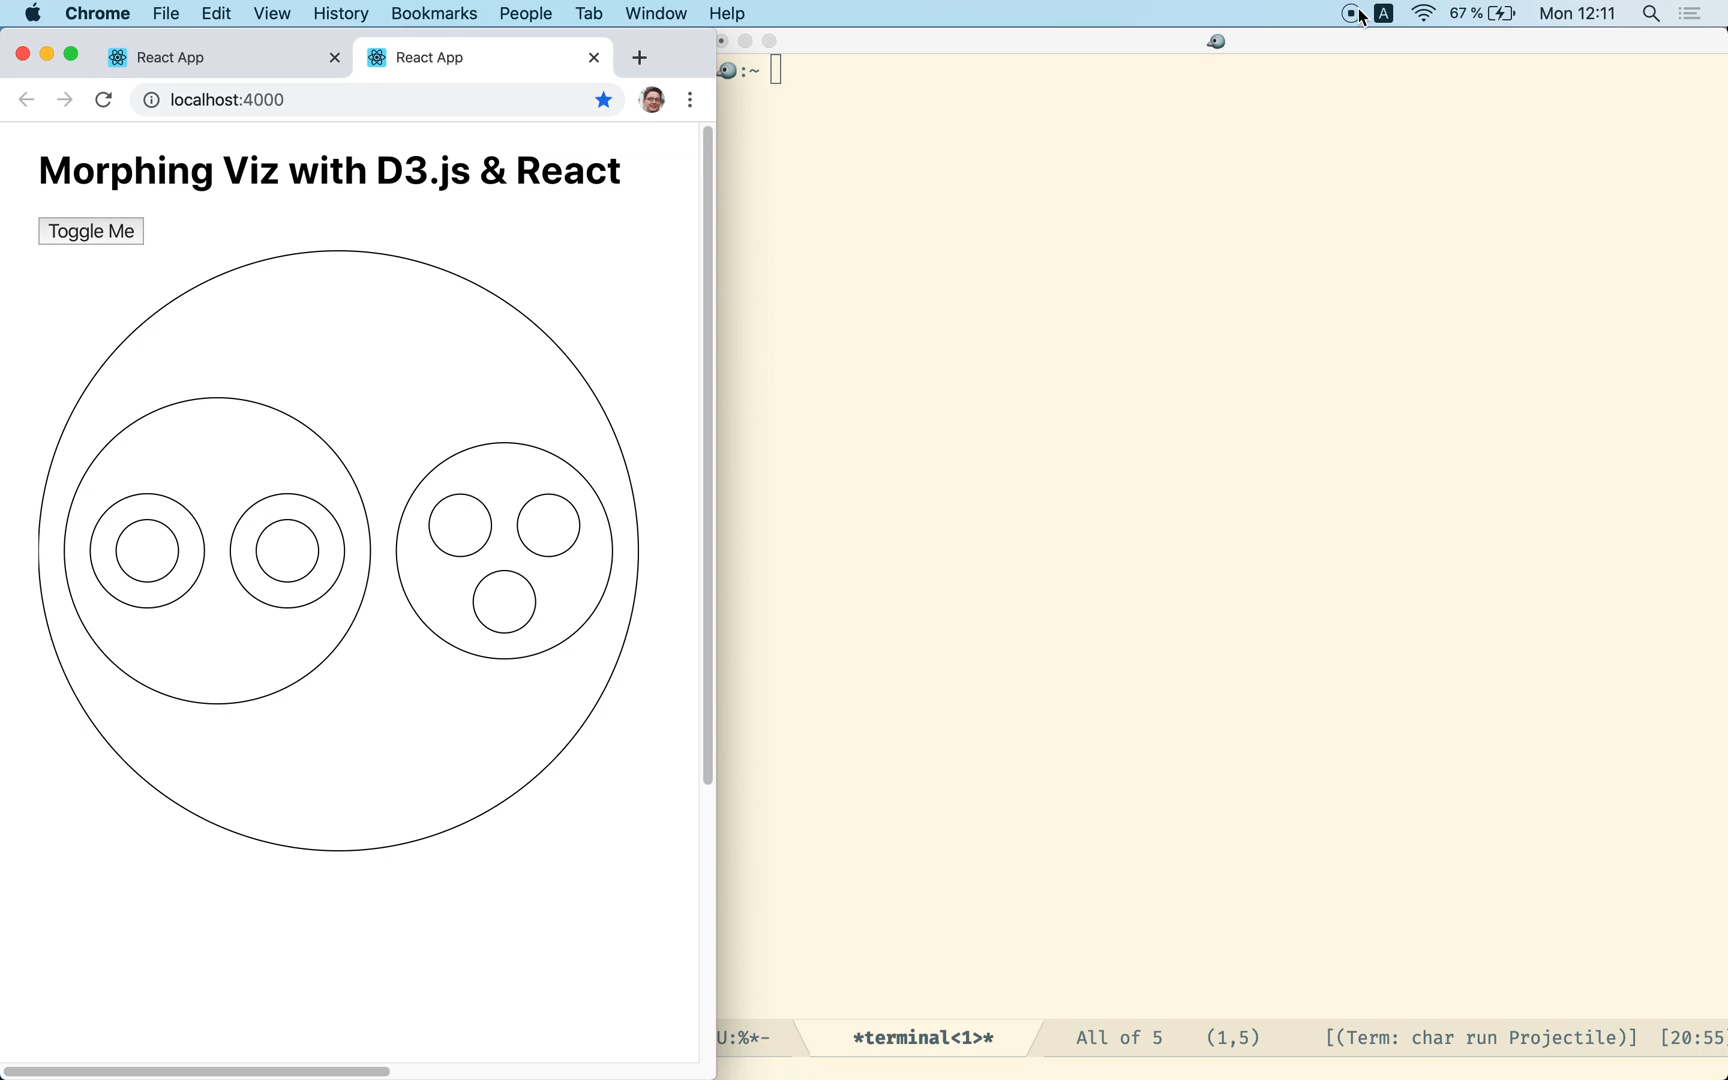 Chrome File Edit View History Bookmarks People Tab Window Help A 67 % Mon 12:11
React App React App
localhost:4000
:~
Morphing Viz with D3.js & React
Toggle Me
U:%*- *terminal<1>* All of 5 (1,5) [(Term: char run Projectile)] [20:55